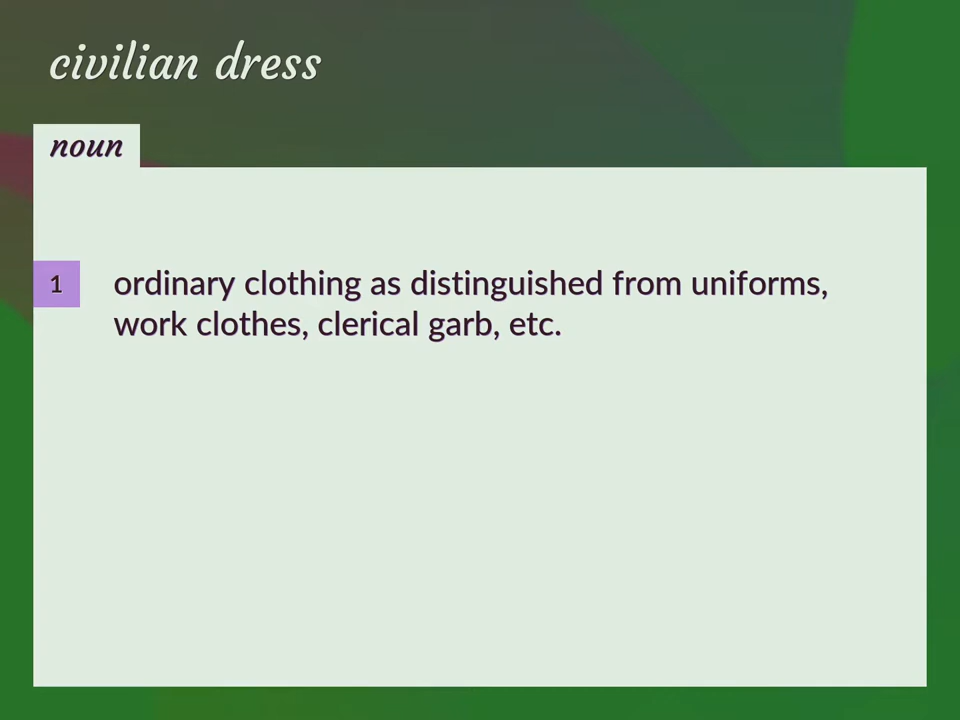 civilian dress
noun
1
ordinary clothing as distinguished from uniforms,
work clothes, clerical garb, etc.